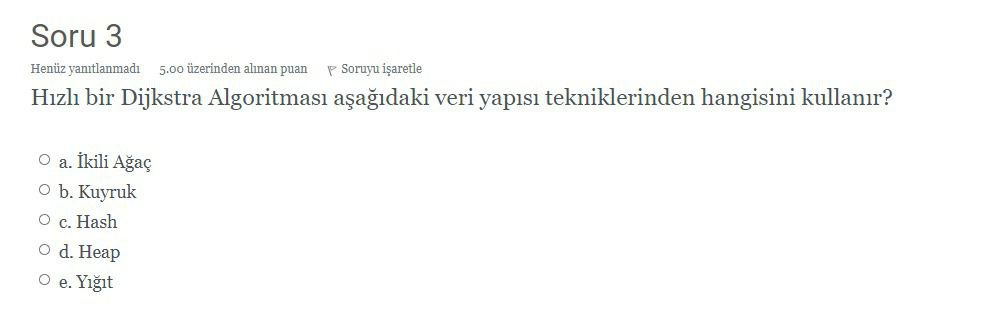 Soru 3
Henüz yanıtlanmadı 5.00 üzerinden alınan puan Soruyu işaretle
Hızlı bir Dijkstra Algoritması aşağıdaki veri yapısı tekniklerinden hangisini kullanır?
a. İkili Ağaç
b. Kuyruk
c. Hash
d. Heap
e. Yığıt